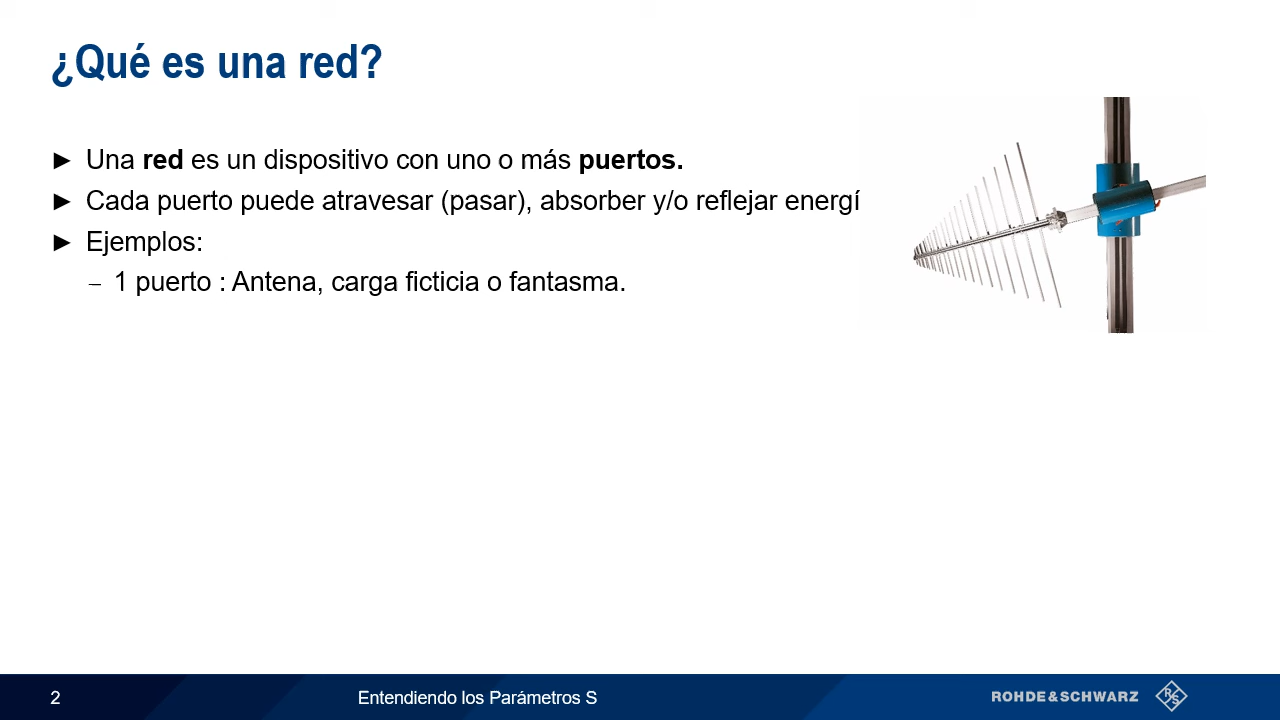 ¿Qué es una red?
► Una red es un dispositivo con uno o más puertos.
► Cada puerto puede atravesar (pasar), absorber y/o reflejar energí
► Ejemplos:
– 1 puerto : Antena, carga ficticia o fantasma.
2
Entendiendo los Parámetros S
ROHDE&SCHWARZ
R&S